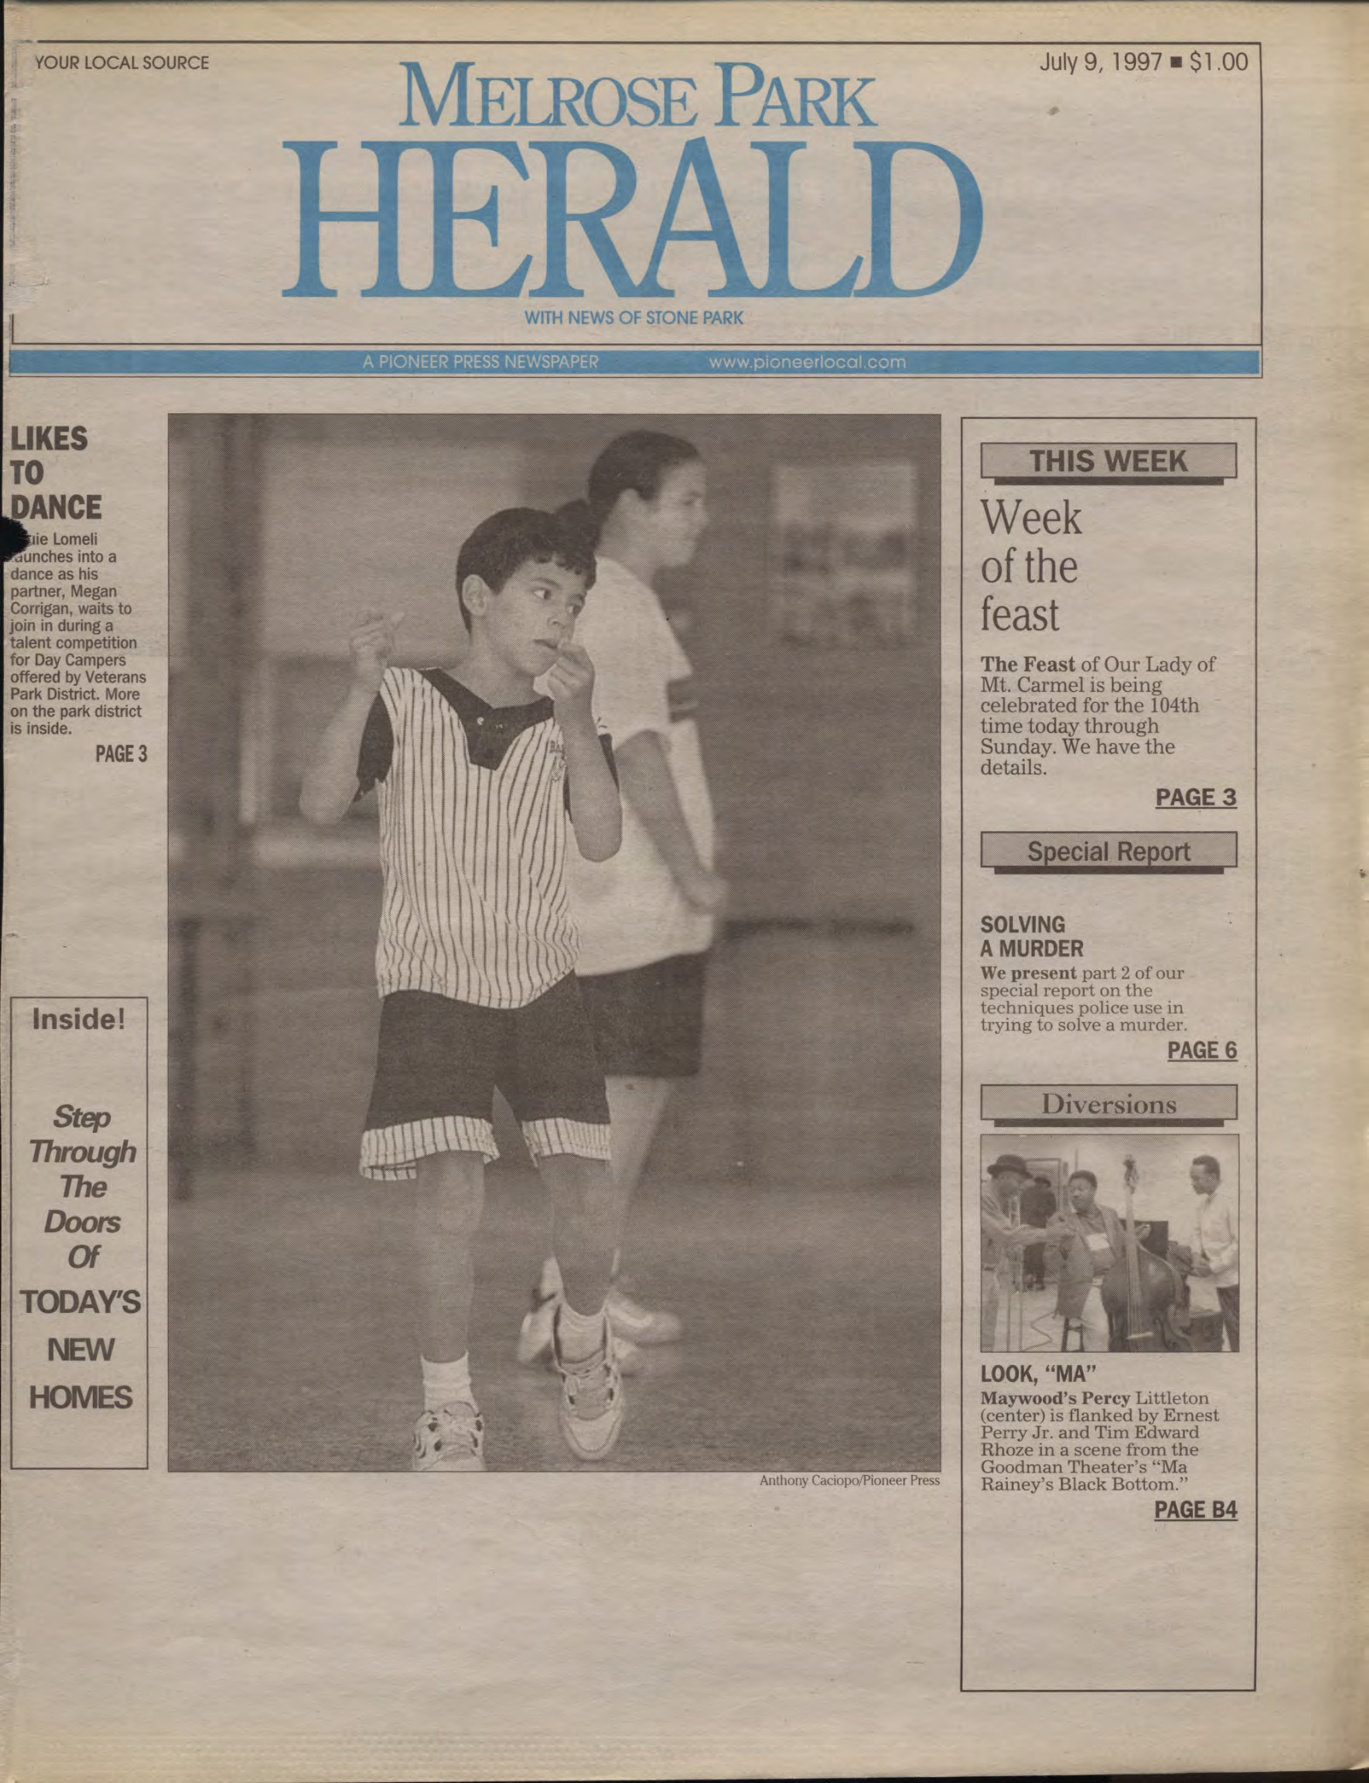 YOUR LOCAL SOURCE
July 9, 1997 ■ $1.00
MELROSE PARK
HERALD
WITH NEWS OF STONE PARK
A PIONEER PRESS NEWSPAPER www.pioneerlocal.com
LIKES
TO
DANCE
Lomeli
launches into a
dance as his
partner, Megan
Corrigan, waits to
join in during a
talent competition
for Day Campers
offered by Veterans
Park District. More
on the park district
is inside.
PAGE 3
Inside!
Step
Through
The
Doors
Of
TODAY'S
NEW
HOMES
Anthony Caciopo/Pioneer Press
THIS WEEK
Week
of the
feast
The Feast of Our Lady of
Mt. Carmel is being
celebrated for the 104th
time today through
Sunday. We have the
details.
PAGE 3
Special Report
SOLVING
A MURDER
We present part 2 of our
special report on the
techniques police use in
trying to solve a murder.
PAGE 6
Diversions
LOOK, “MA”
Maywood's Percy Littleton
(center) is flanked by Ernest
Perry Jr. and Tim Edward
Rhoze in a scene from the
Goodman Theater's “Ma
Rainey's Black Bottom.”
PAGE B4